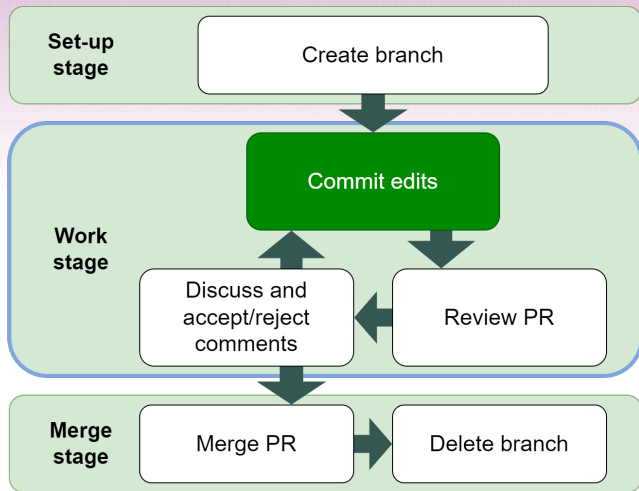 Set-up
stage
Create branch
Commit edits
Work
stage
Discuss and
accept/reject
comments
Review PR
Merge
stage
Merge PR
Delete branch